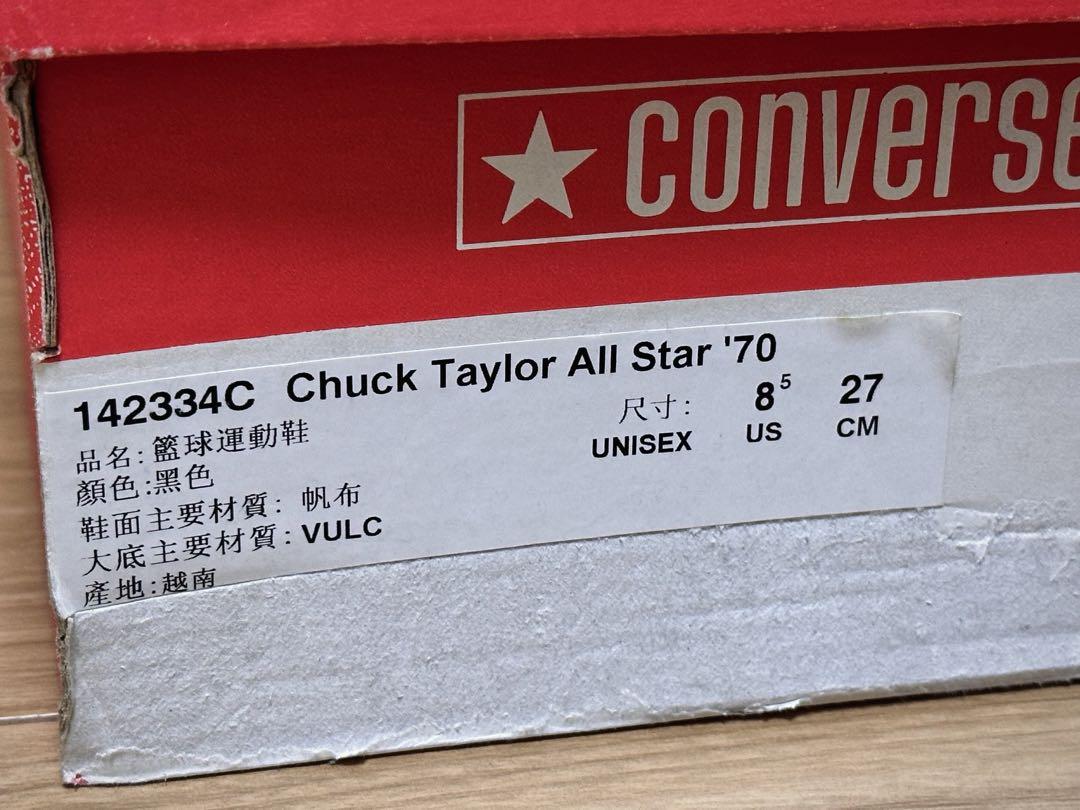 converse
142334C Chuck Taylor All Star '70
品名:籃球運動鞋
顏色:黑色
鞋面主要材質: 帆布
大底主要材質: VULC
產地:越南
尺寸: 8⁵ 27
UNISEX US CM